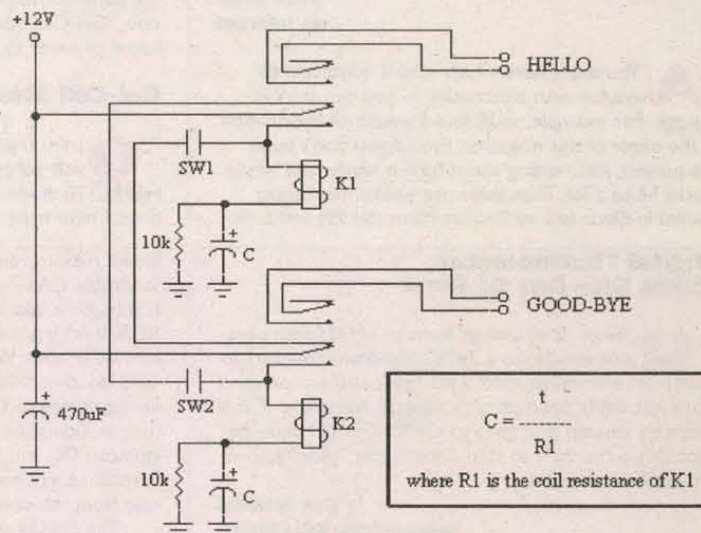 +12V
HELLO
SW1
K1
10k
+
C
GOOD-BYE
+
470uF
SW2
K2
10k
+
C
C = t
R1
where R1 is the coil resistance of K1